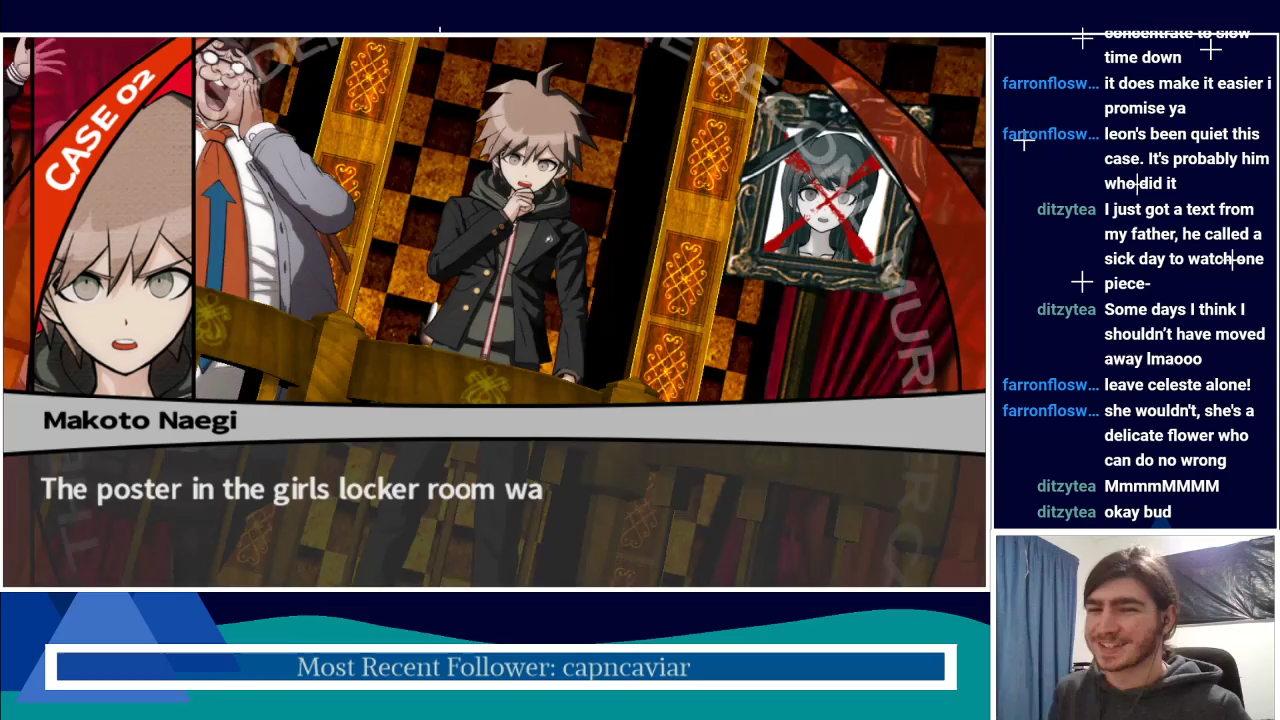 CASE 02
Makoto Naegi
The poster in the girls locker room wa
concentrate to slow
time down
farronflosw... it does make it easier i
promise ya
farronflosw... leon's been quiet this
case. It's probably him
who did it
ditzytea I just got a text from
my father, he called a
sick day to watch one
piece-
ditzytea Some days I think I
shouldn't have moved
away lmaooo
farronflosw... leave celeste alone!
farronflosw... she wouldn't, she's a
delicate flower who
can do no wrong
ditzytea MmmmMMMM
ditzytea okay bud
Most Recent Follower: capncaviar